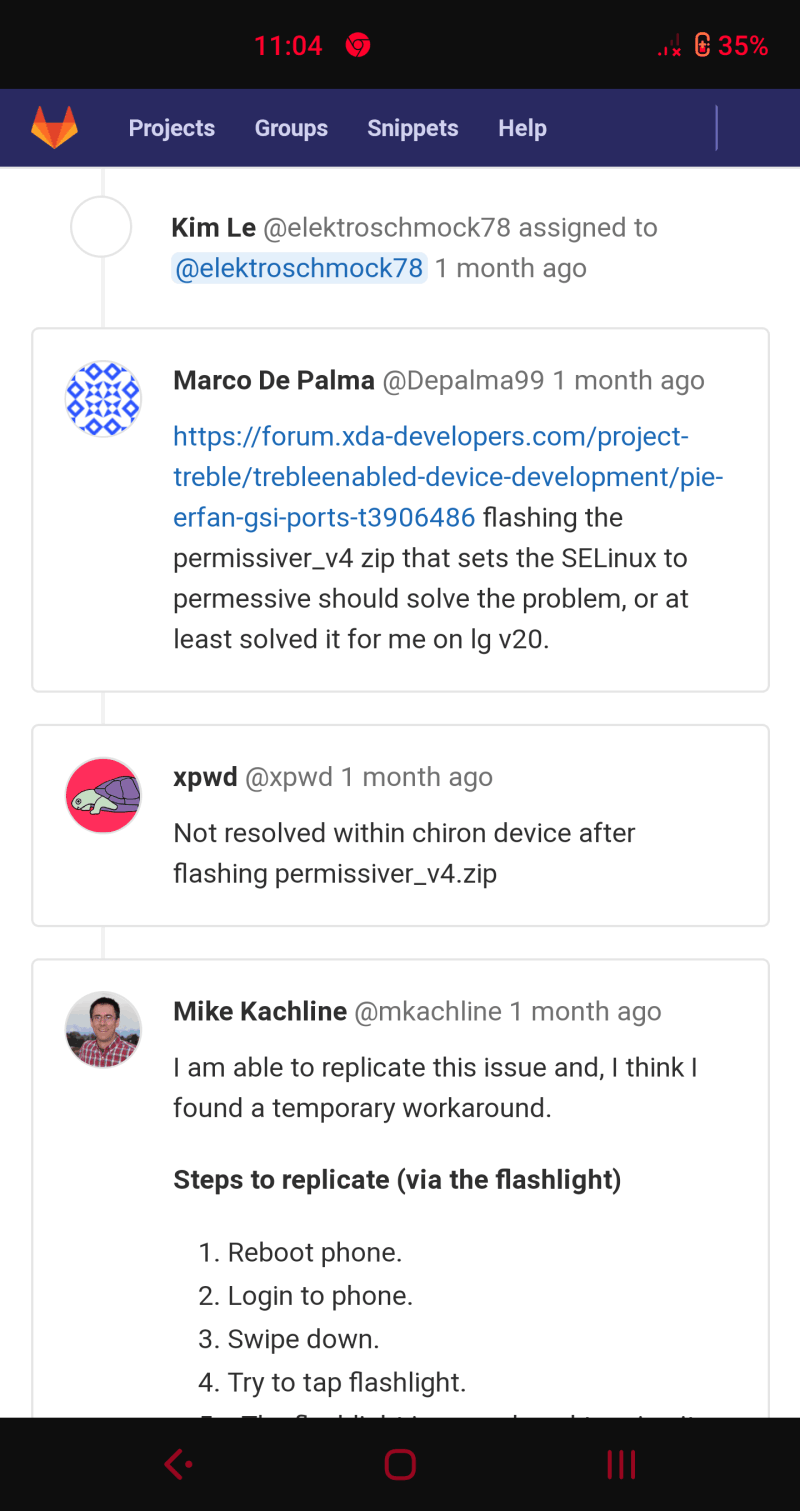 11:04
35%
Projects Groups Snippets Help
Kim Le @elektroschmock78 assigned to
@elektroschmock78 1 month ago
Marco De Palma @Depalma99 1 month ago
https://forum.xda-developers.com/project-
treble/trebleenabled-device-development/pie-
erfan-gsi-ports-t3906486 flashing the
permissiver_v4 zip that sets the SELinux to
permessive should solve the problem, or at
least solved it for me on lg v20.
xpwd @xpwd 1 month ago
Not resolved within chiron device after
flashing permissiver_v4.zip
Mike Kachline @mkachline 1 month ago
I am able to replicate this issue and, I think I
found a temporary workaround.
Steps to replicate (via the flashlight)
1. Reboot phone.
2. Login to phone.
3. Swipe down.
4. Try to tap flashlight.